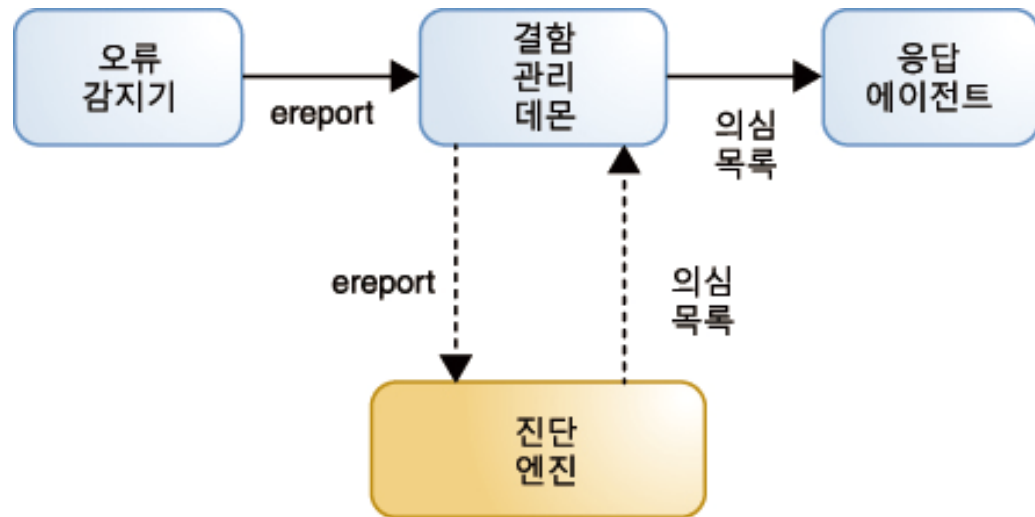 오류
감지기
ereport
결함
관리
데몬
의심
목록
응답
에이전트
ereport
의심
목록
진단
엔진